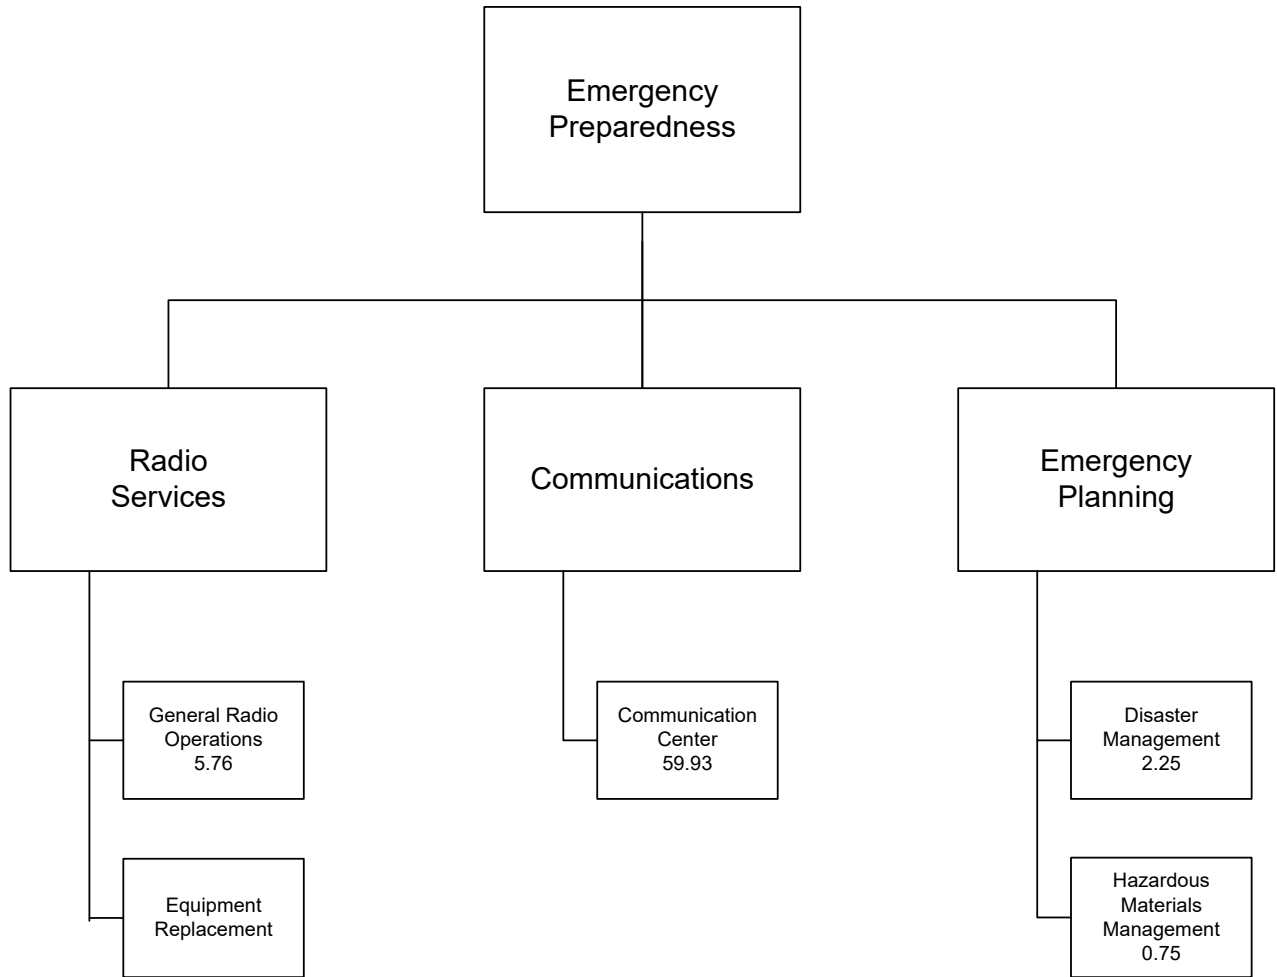 Emergency
Preparedness
Radio
Services
Communications
Emergency
Planning
General Radio
Operations
5.76
Communication
Center
59.93
Disaster
Management
2.25
Equipment
Replacement
Hazardous
Materials
Management
0.75